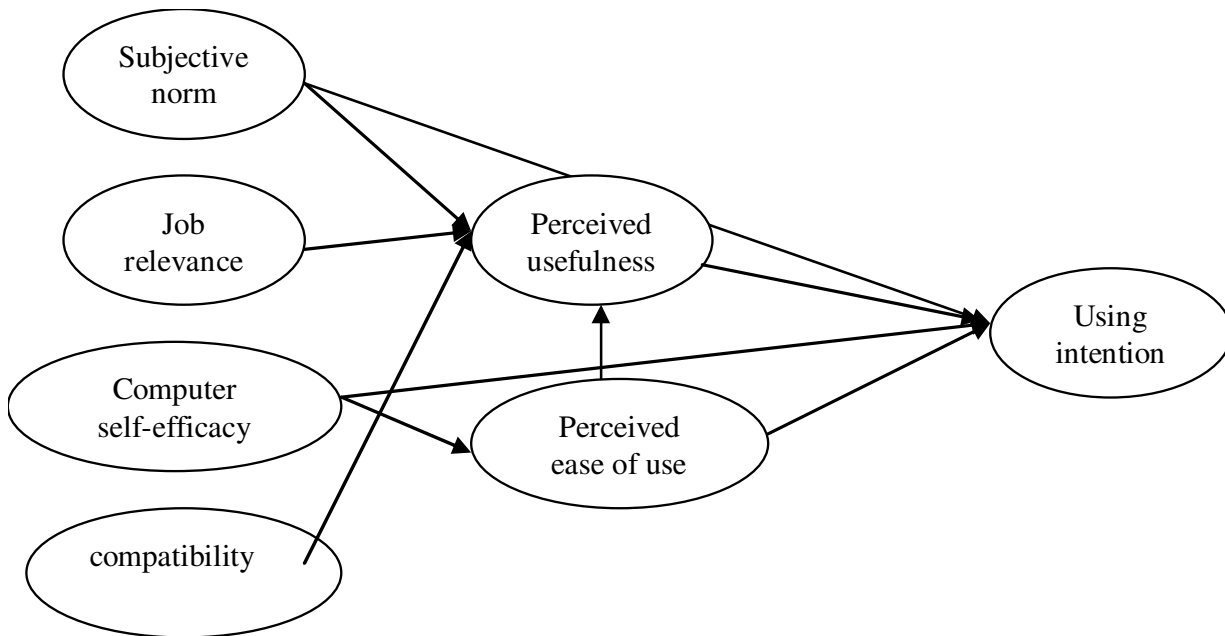 Subjective
norm
Job
relevance
Computer
self-efficacy
compatibility
Perceived
usefulness
Perceived
ease of use
Using
intention